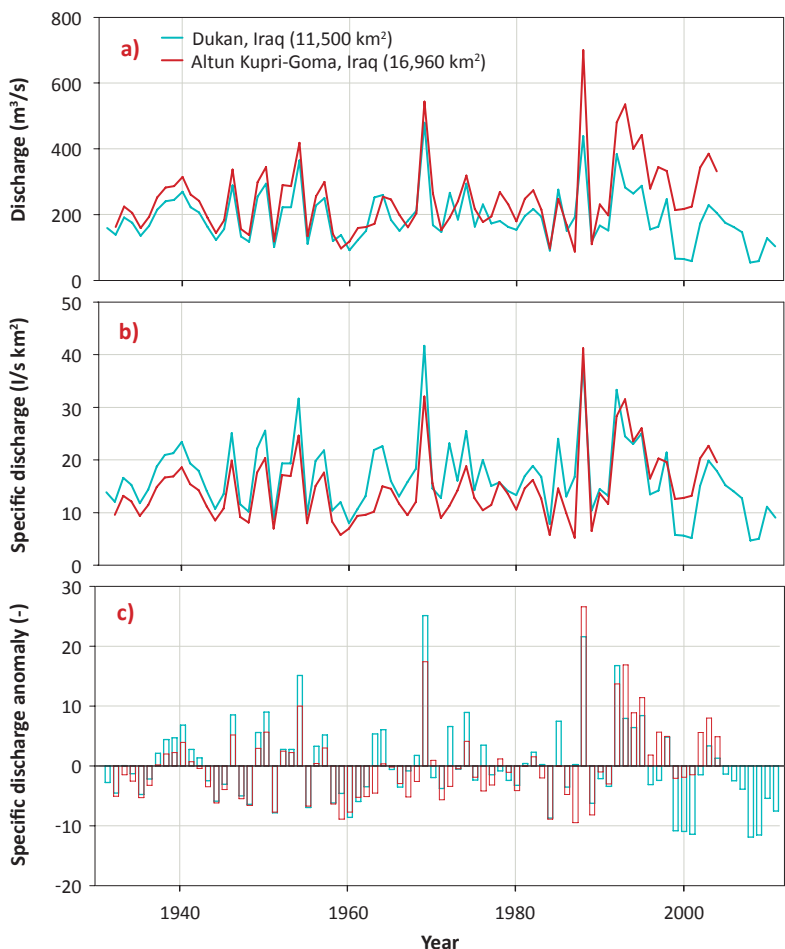 800
600
400
200
0
Discharge (m³/s)
a)
Dukan, Iraq (11,500 km²)
Altun Kupri-Goma, Iraq (16,960 km²)
50
40
30
20
10
0
Specific discharge (l/s km²)
b)
30
20
10
0
-10
-20
Specific discharge anomaly (-)
c)
1940 1960 1980 2000
Year